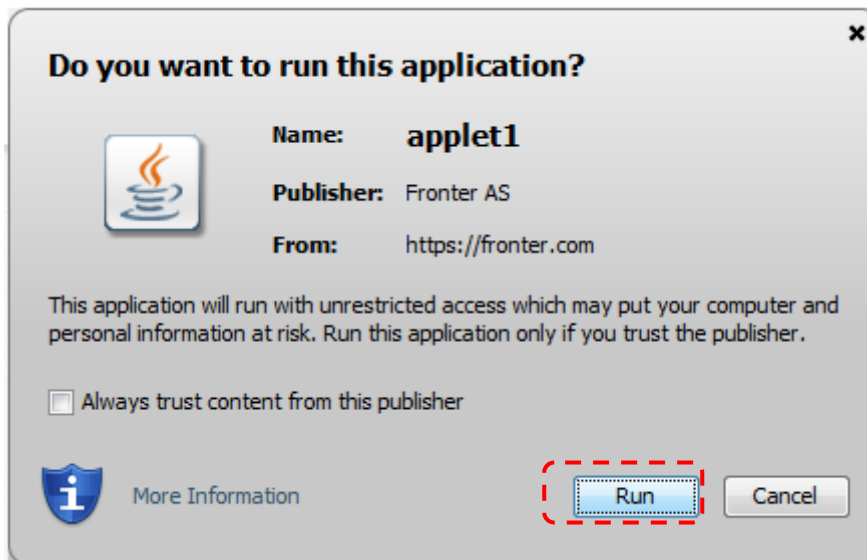 Do you want to run this application?
Name: applet1
Publisher: Fronter AS
From: https://fronter.com
This application will run with unrestricted access which may put your computer and
personal information at risk. Run this application only if you trust the publisher.
Always trust content from this publisher
More Information Run Cancel